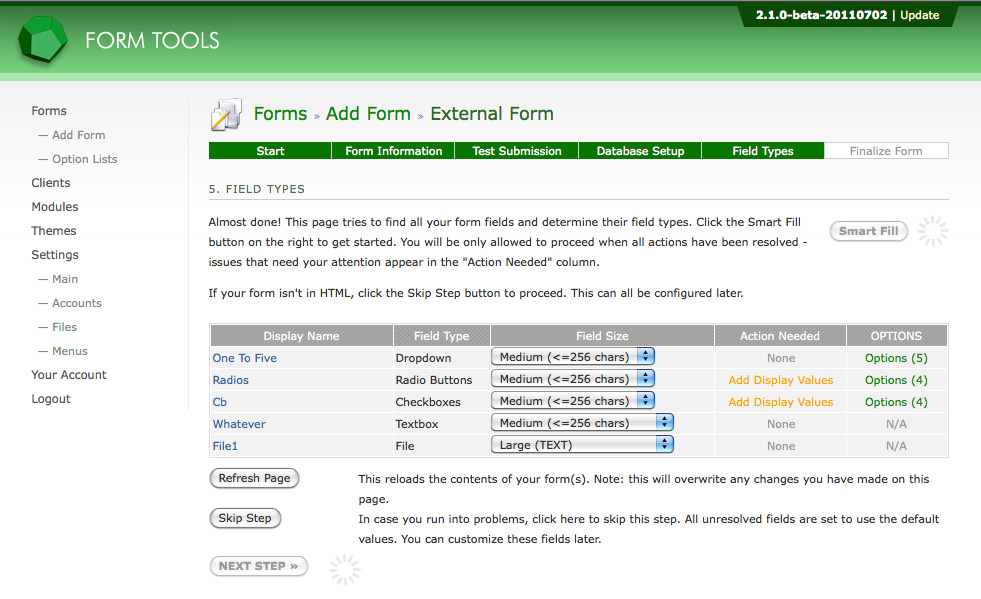 2.1.0-beta-20110702 | Update
FORM TOOLS
Forms
— Add Form
— Option Lists
Clients
Modules
Themes
Settings
— Main
— Accounts
— Files
— Menus
Your Account
Logout
Forms » Add Form » External Form
Start Form Information Test Submission Database Setup Field Types Finalize Form
5. FIELD TYPES
Almost done! This page tries to find all your form fields and determine their field types. Click the Smart Fill
button on the right to get started. You will be only allowed to proceed when all actions have been resolved -
issues that need your attention appear in the "Action Needed" column.
Smart Fill
If your form isn't in HTML, click the Skip Step button to proceed. This can all be configured later.
Display Name Field Type Field Size Action Needed OPTIONS
One To Five Dropdown Medium (<=256 chars) None Options (5)
Radios Radio Buttons Medium (<=256 chars) Add Display Values Options (4)
Cb Checkboxes Medium (<=256 chars) Add Display Values Options (4)
Whatever Textbox Medium (<=256 chars) None N/A
File1 File Large (TEXT) None N/A
Refresh Page
This reloads the contents of your form(s). Note: this will overwrite any changes you have made on this
page.
Skip Step
In case you run into problems, click here to skip this step. All unresolved fields are set to use the default
values. You can customize these fields later.
NEXT STEP »